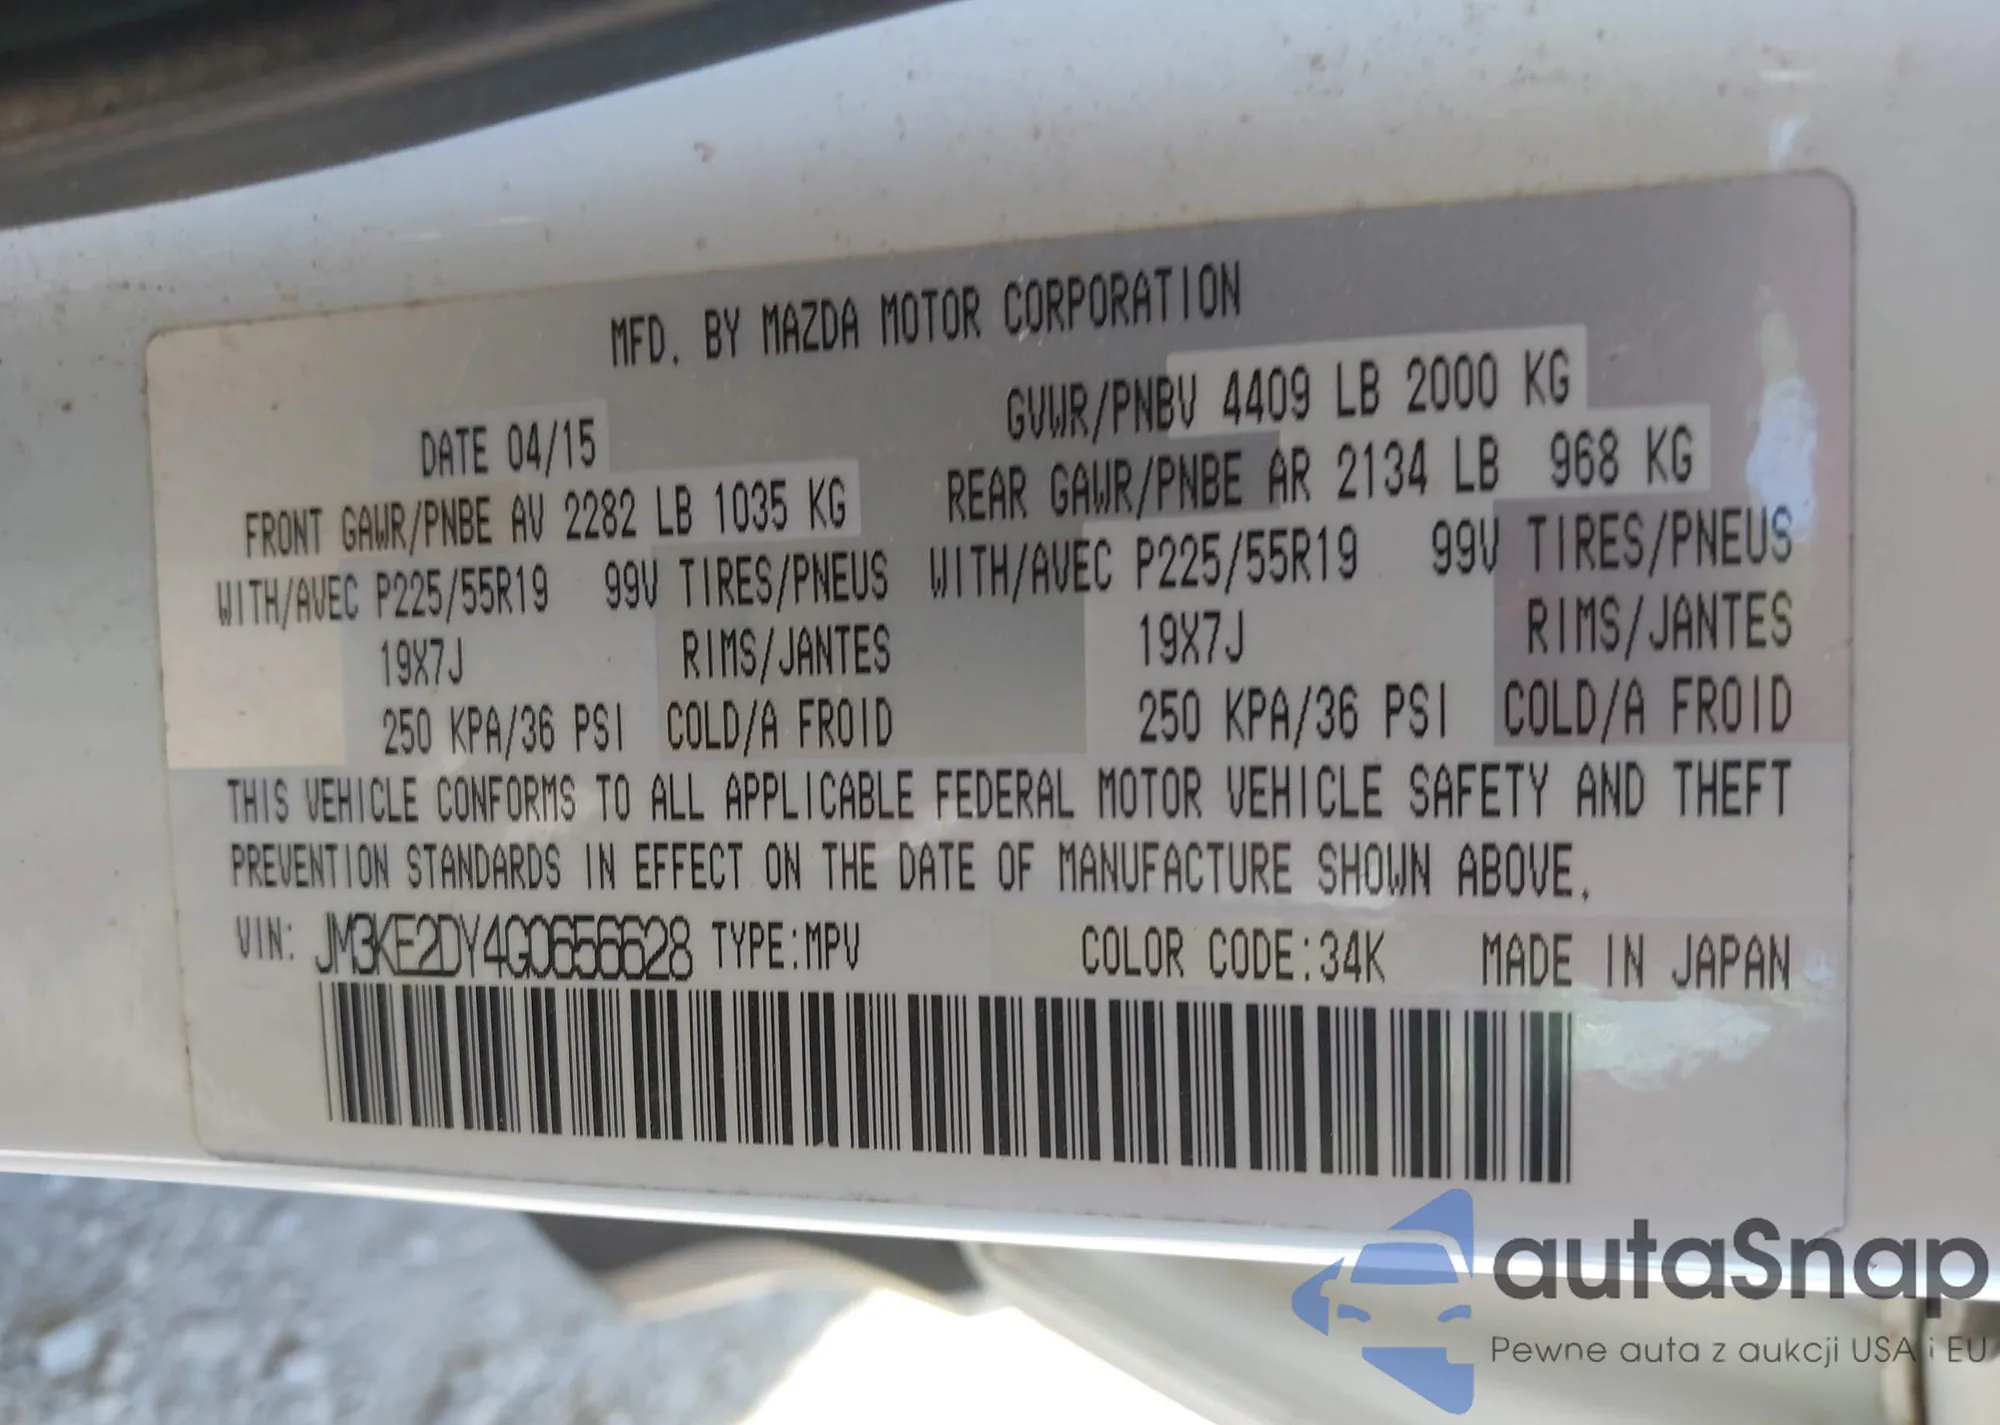 MFD. BY MAZDA MOTOR CORPORATION
DATE 04/15
GVWR/PNBV 4409 LB 2000 KG
FRONT GAWR/PNBE AV 2282 LB 1035 KG
REAR GAWR/PNBE AR 2134 LB 968 KG
WITH/AVEC P225/55R19 99V TIRES/PNEUS
WITH/AVEC P225/55R19 99V TIRES/PNEUS
19X7J RIMS/JANTES
19X7J RIMS/JANTES
250 KPA/36 PSI COLD/A FROID
250 KPA/36 PSI COLD/A FROID
THIS VEHICLE CONFORMS TO ALL APPLICABLE FEDERAL MOTOR VEHICLE SAFETY AND THEFT
PREVENTION STANDARDS IN EFFECT ON THE DATE OF MANUFACTURE SHOWN ABOVE.
VIN: JM3KE2DY4G0656628 TYPE:MPV COLOR CODE:34K MADE IN JAPAN
autaSnap
Pewne auta z aukcji USA i EU